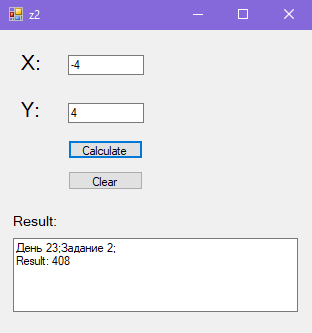 z2
X:
-4
Y:
4
Calculate
Clear
Result:
День 23;Задание 2;
Result: 408